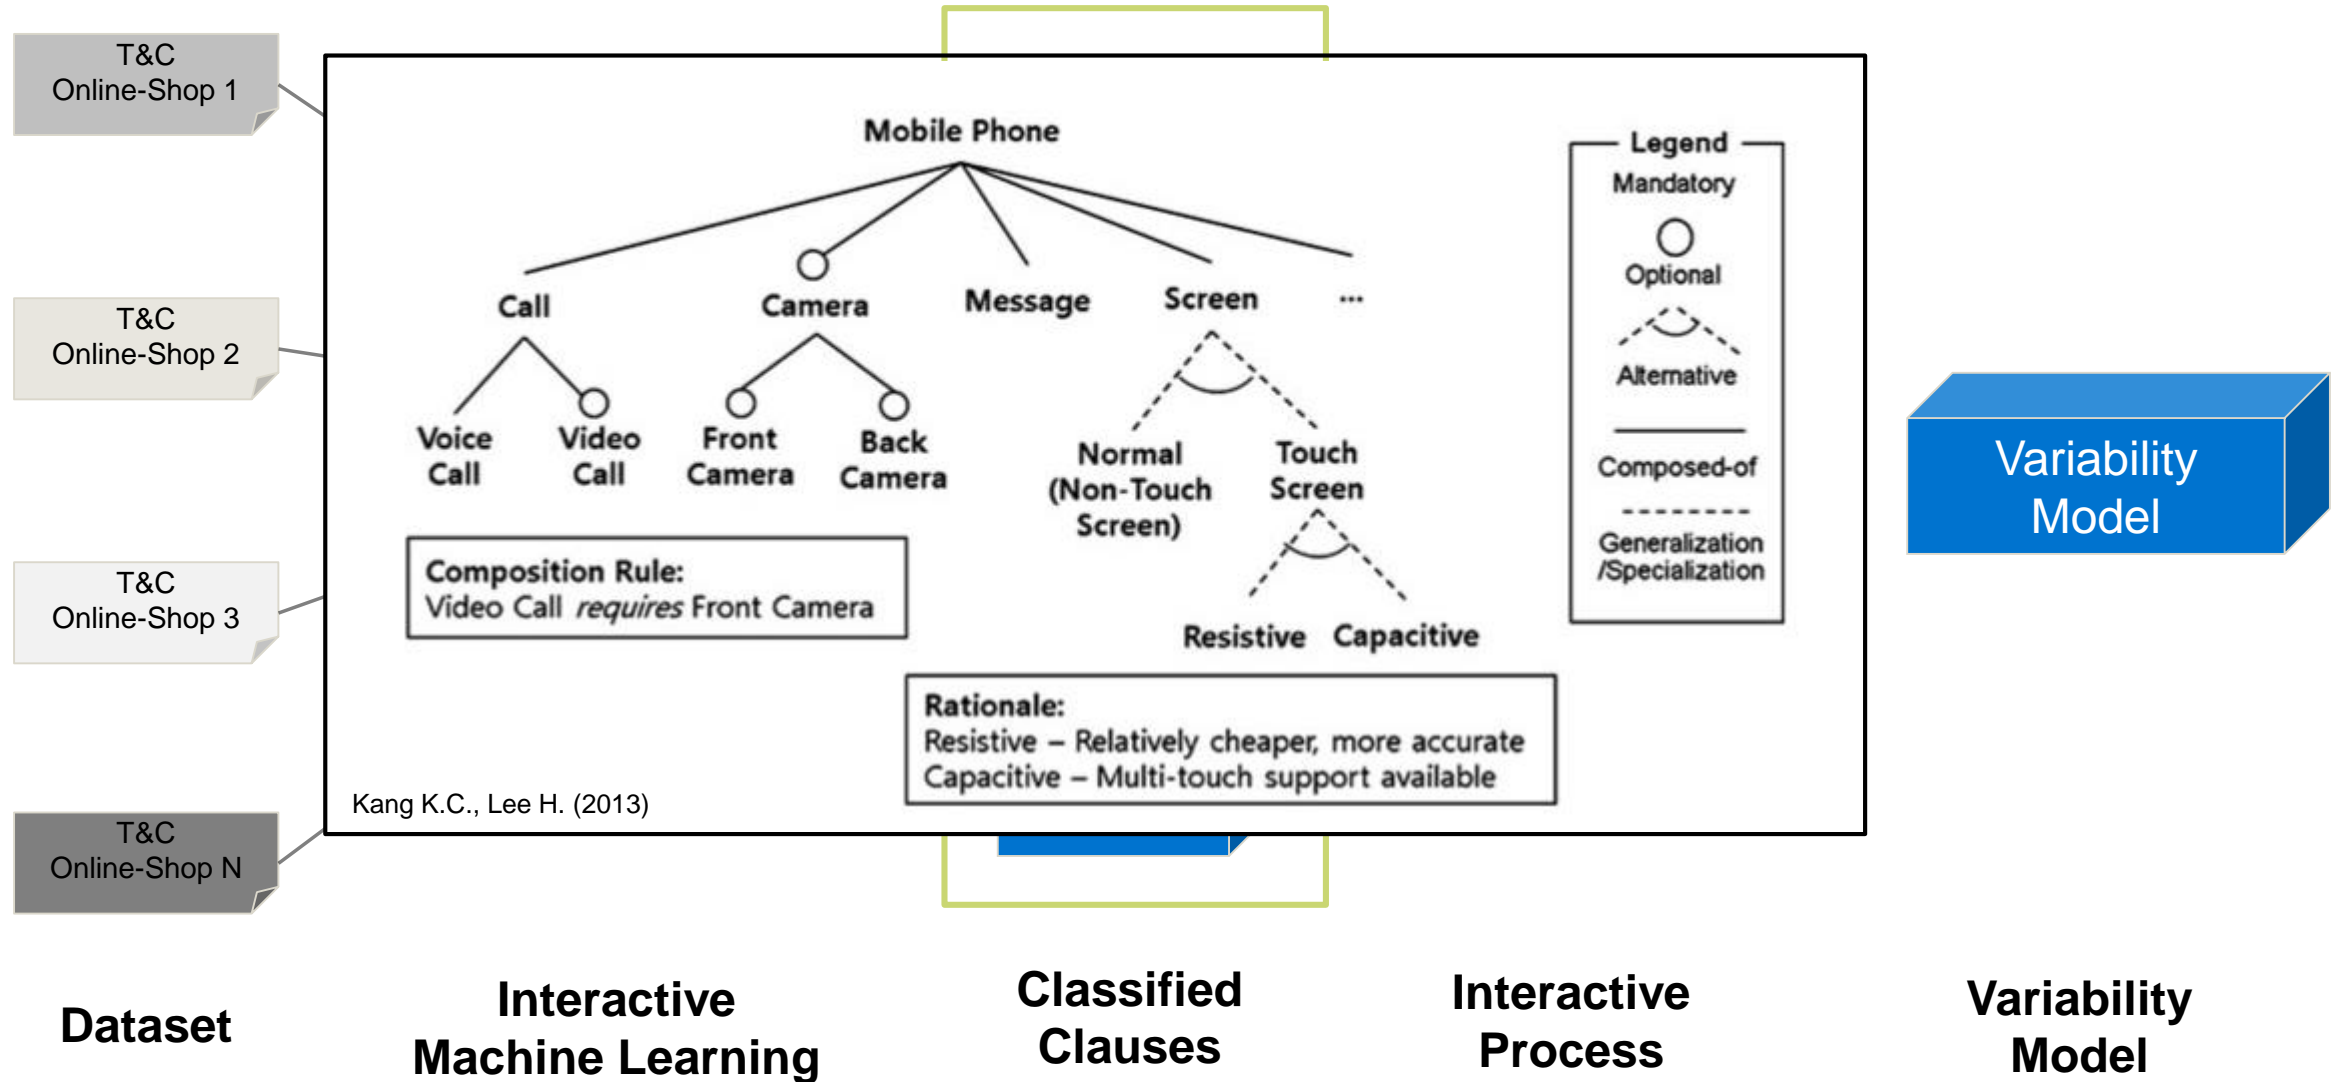 T&C
Online-Shop 1
T&C
Online-Shop 2
T&C
Online-Shop 3
T&C
Online-Shop N
Mobile Phone
Call
Camera
Message
Screen
...
Voice
Call
Video
Call
Front
Camera
Back
Camera
Normal
(Non-Touch
Screen)
Touch
Screen
Resistive
Capacitive
Composition Rule:
Video Call requires Front Camera
Rationale:
Resistive – Relatively cheaper, more accurate
Capacitive – Multi-touch support available
Kang K.C., Lee H. (2013)
Legend
Mandatory
Optional
Alternative
Composed-of
Generalization
/Specialization
Variability
Model
Dataset
Interactive
Machine Learning
Classified
Clauses
Interactive
Process
Variability
Model